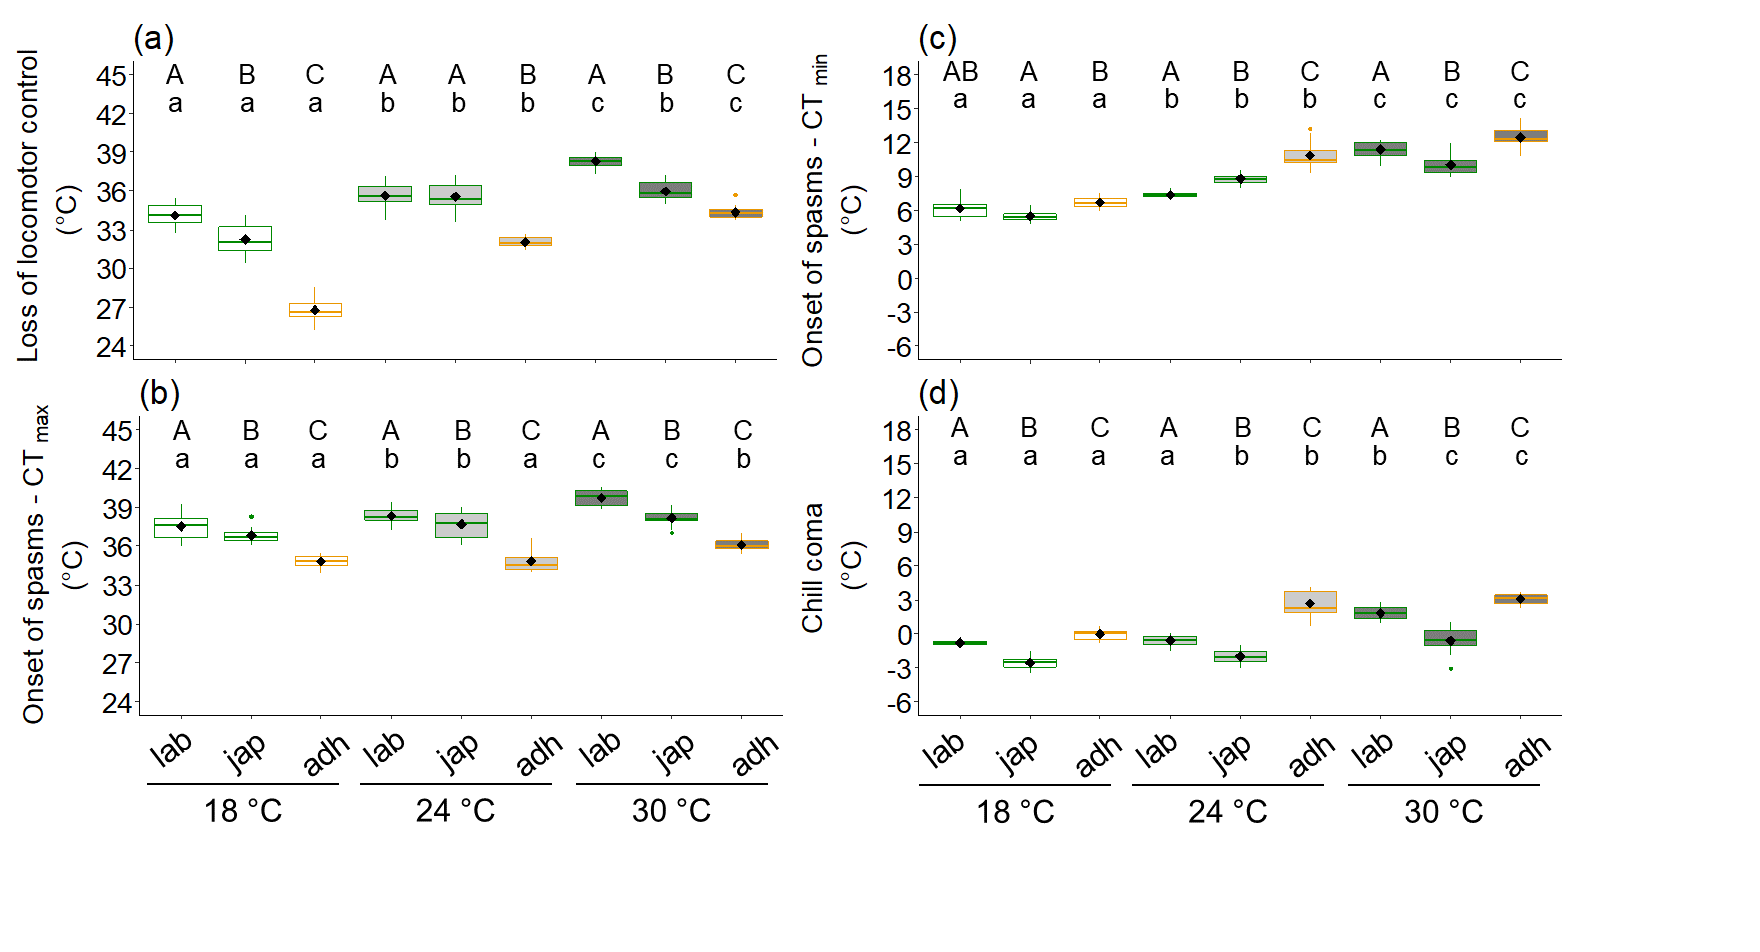 (a)
Loss of locomotor control
(°C)
45
42
39
36
33
30
27
24
A B C A A B A B C
a a a b b b c b c
(c)
Onset of spasms - CT min
(°C)
18
15
12
9
6
3
0
-3
-6
AB A B A B C A B C
a a a b b b c c c
(b)
Onset of spasms - CT max
(°C)
45
42
39
36
33
30
27
24
A B C A B C A B C
a a a b b a c c b
lab jap adh lab jap adh lab jap adh
18 °C 24 °C 30 °C
(d)
Chill coma
(°C)
18
15
12
9
6
3
0
-3
-6
A B C A B C A B C
a a a a b b b c c
lab jap adh lab jap adh lab jap adh
18 °C 24 °C 30 °C